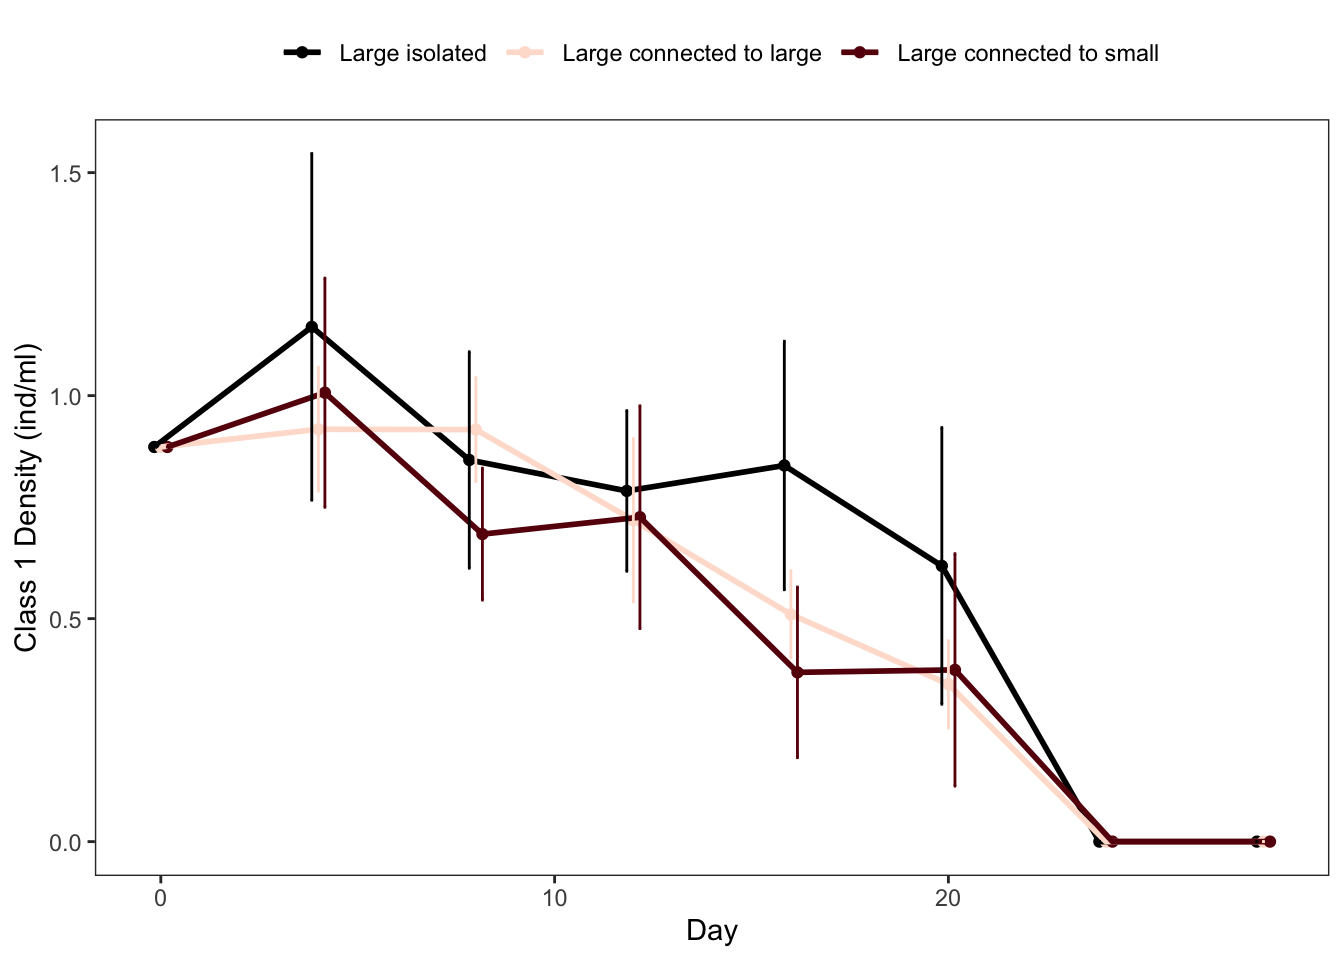 Large isolated Large connected to large Large connected to small
Class 1 Density (ind/ml)
1.5
1.0
0.5
0.0
0 10 20
Day